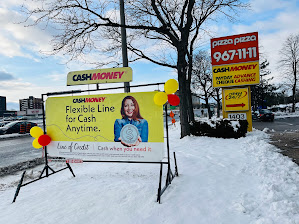 CASHMONEY
CASHMONEY
Flexible Line
for Cash
Anytime.
Line of Credit
Cash when you need it.
pizza pizza
967-11-11
CASHMONEY
PAYDAY ADVANCE
CHEQUE CASHING
1403